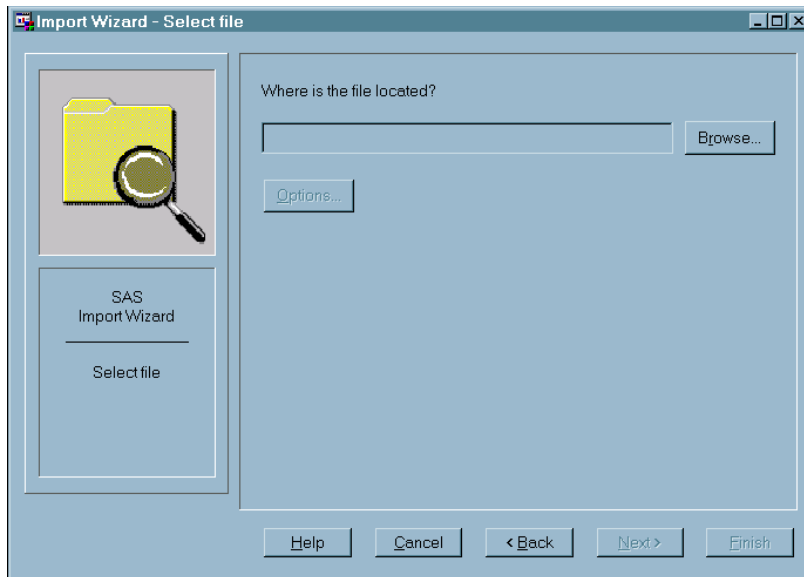 Import Wizard - Select file
Where is the file located?
Browse...
Options...
SAS
Import Wizard
Select file
Help
Cancel
< Back
Next >
Finish